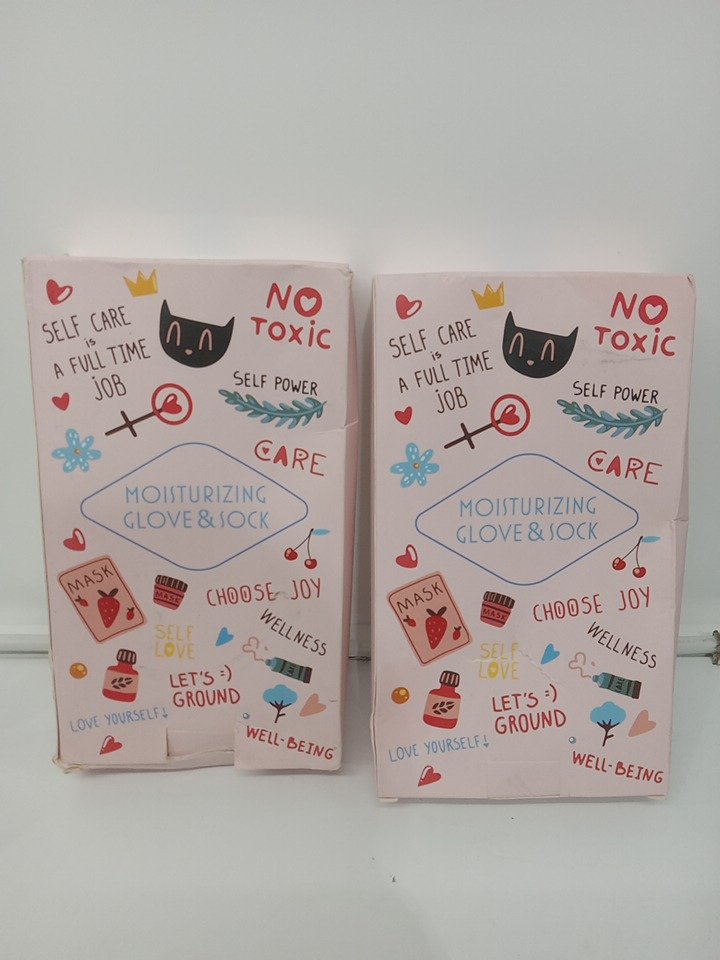 NO
TOXIC
SELF CARE
is
A FULL TIME
JOB
SELF POWER
CARE
MOISTURIZING
GLOVE & SOCK
MASK
MASK
CHOOSE JOY
SELF
LOVE
WELLNESS
LET'S :)
GROUND
LOVE YOURSELF!
WELL-BEING
NO
TOXIC
SELF CARE
is
A FULL TIME
JOB
SELF POWER
CARE
MOISTURIZING
GLOVE & SOCK
MASK
MASK
CHOOSE JOY
SELF
LOVE
WELLNESS
LET'S :)
GROUND
LOVE YOURSELF!
WELL-BEING